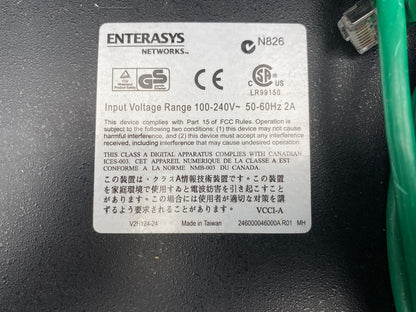 ENTERASYS
NETWORKS™
N826
GS
CE
C US
LR99150
Input Voltage Range 100-240V~ 50-60Hz 2A
This device complies with Part 15 of FCC Rules. Operation is
subject to the following two conditions: (1) this device may not cause
harmful interference, and (2) this device must accept any interference
received, including interference that may cause undesired operation.
THIS CLASS A DIGITAL APPARATUS COMPLIES WITH CANADIAN
ICES-003. CET APPAREIL NUMERIQUE DE LA CLASSE A EST
CONFORME A LA NORME NMB-003 DU CANADA
この装置は、クラスA情報技術装置です。この装置
を家庭環境で使用すると電波妨害を引き起こすことが
あります。この場合には使用者が適切な対策を講
ずるよう要求されることがあります。 VCCI-A
V2H124-24 Made in Taiwan 246000046000A R01 MH